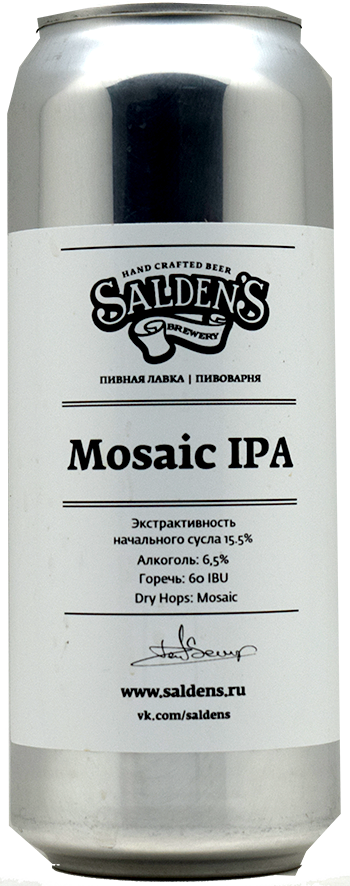 HAND CRAFTED BEER
SALDEN'S
BREWERY
ПИВНАЯ ЛАВКА | ПИВОВАРНЯ
Mosaic IPA
Экстрактивность
начального сусла 15.5%
Алкоголь: 6,5%
Горечь: 60 IBU
Dry Hops: Mosaic
www.saldens.ru
vk.com/saldens